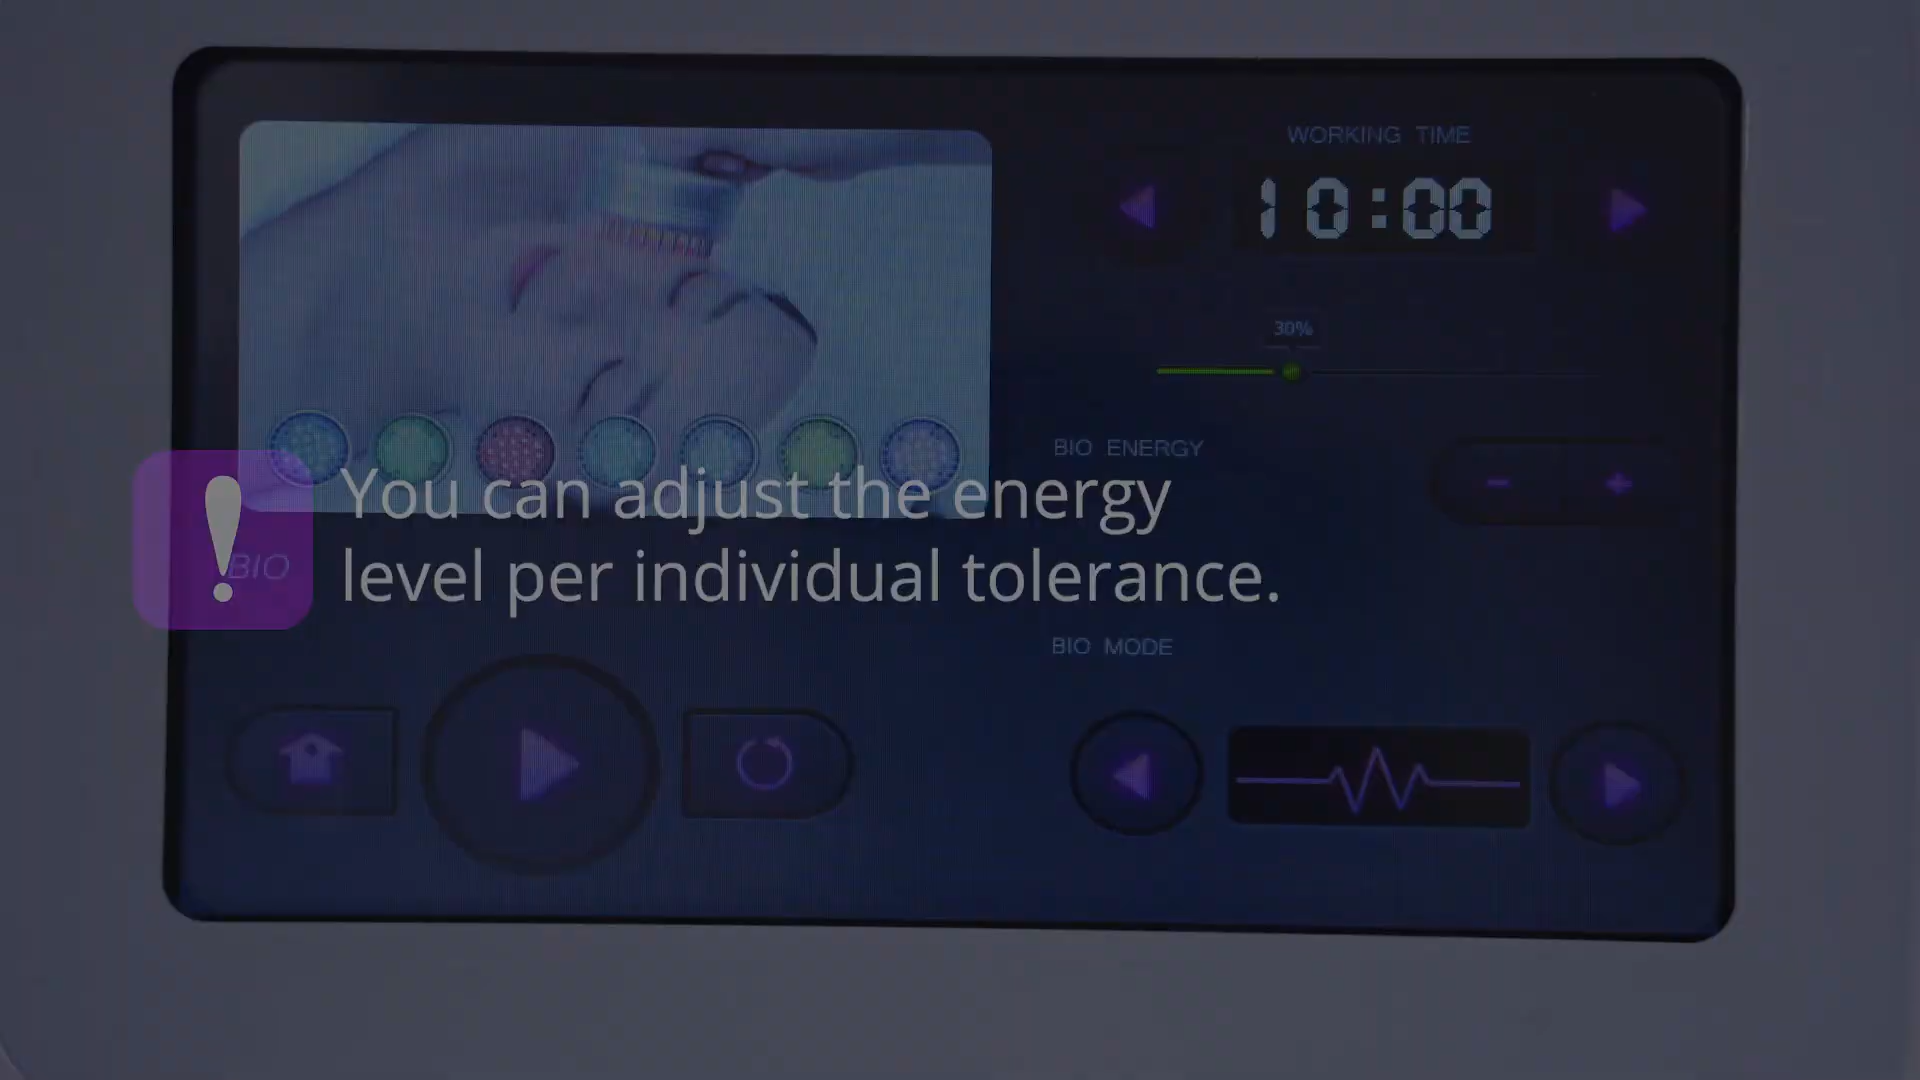 WORKING TIME
10:00
30%
BIO ENERGY
- +
You can adjust the energy
level per individual tolerance.
! BIO
BIO MODE